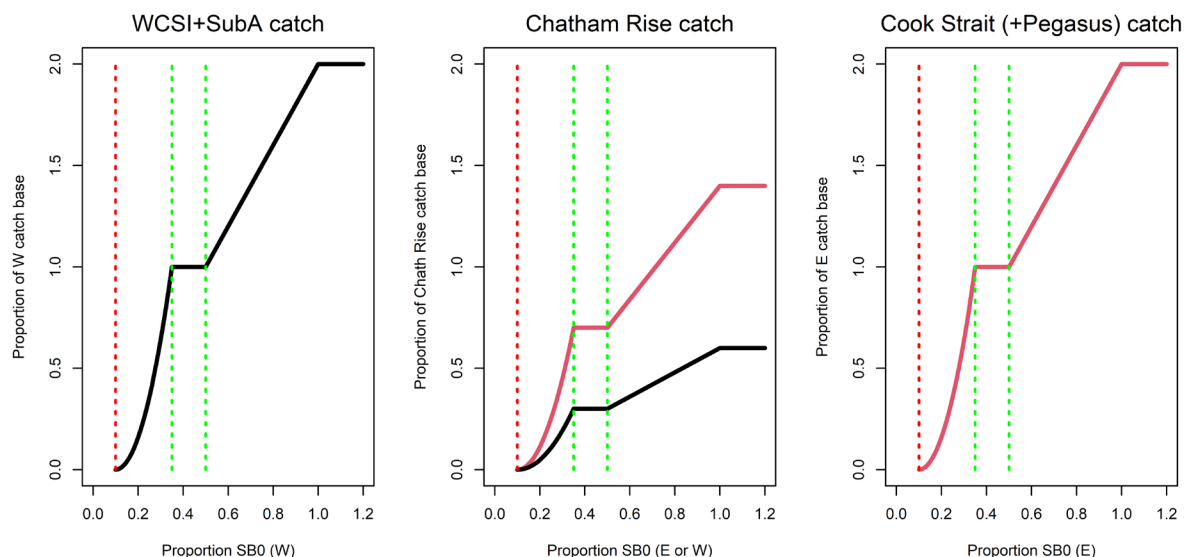 WCSI+SubA catch
Proportion of W catch base
0.0
0.5
1.0
1.5
2.0
0.0 0.2 0.4 0.6 0.8 1.0 1.2
Proportion SB0 (W)
Chatham Rise catch
Proportion of Chath Rise catch base
0.0
0.5
1.0
1.5
2.0
0.0 0.2 0.4 0.6 0.8 1.0 1.2
Proportion SB0 (E or W)
Cook Strait (+Pegasus) catch
Proportion of E catch base
0.0
0.5
1.0
1.5
2.0
0.0 0.2 0.4 0.6 0.8 1.0 1.2
Proportion SB0 (E)